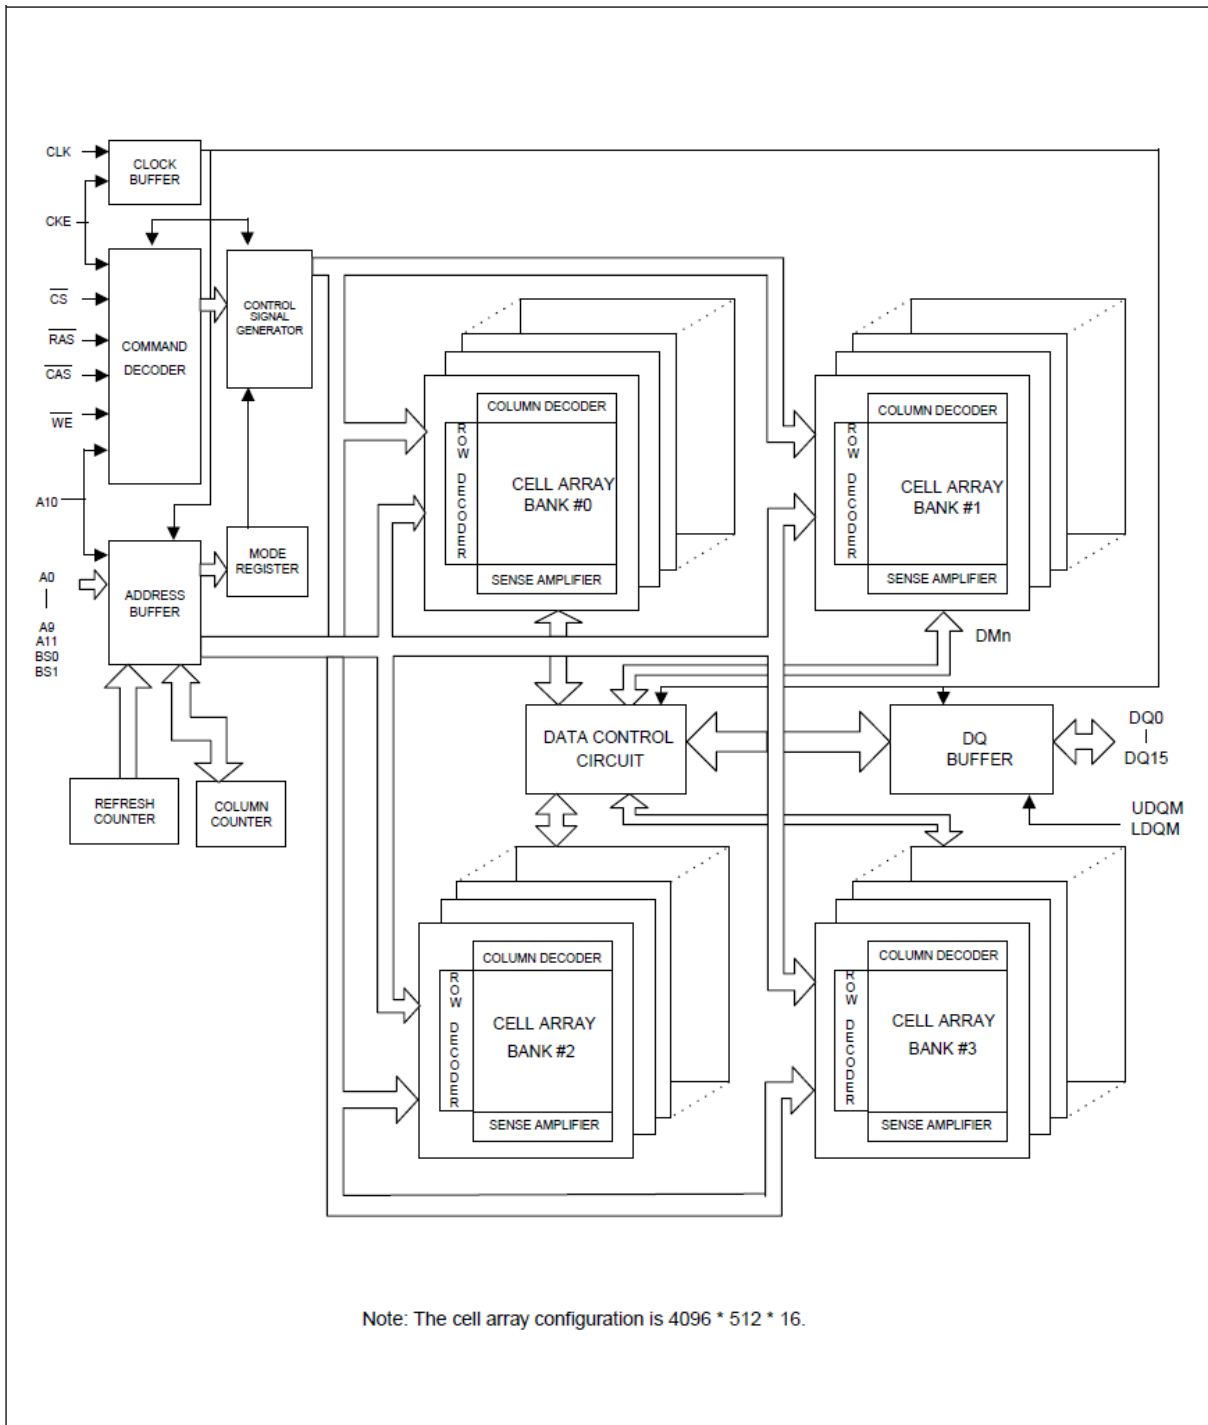 CLK
CLOCK
BUFFER
CKE
CS
RAS
CAS
WE
COMMAND
DECODER
CONTROL
SIGNAL
GENERATOR
A10
A0
A9
A11
BS0
BS1
ADDRESS
BUFFER
MODE
REGISTER
REFRESH
COUNTER
COLUMN
COUNTER
COLUMN DECODER
ROW DECODER
CELL ARRAY
BANK #0
SENSE AMPLIFIER
COLUMN DECODER
ROW DECODER
CELL ARRAY
BANK #1
SENSE AMPLIFIER
DMn
DATA CONTROL
CIRCUIT
DQ
BUFFER
DQ0
DQ15
UDQM
LDQM
COLUMN DECODER
ROW DECODER
CELL ARRAY
BANK #2
SENSE AMPLIFIER
COLUMN DECODER
ROW DECODER
CELL ARRAY
BANK #3
SENSE AMPLIFIER
Note: The cell array configuration is 4096 * 512 * 16.